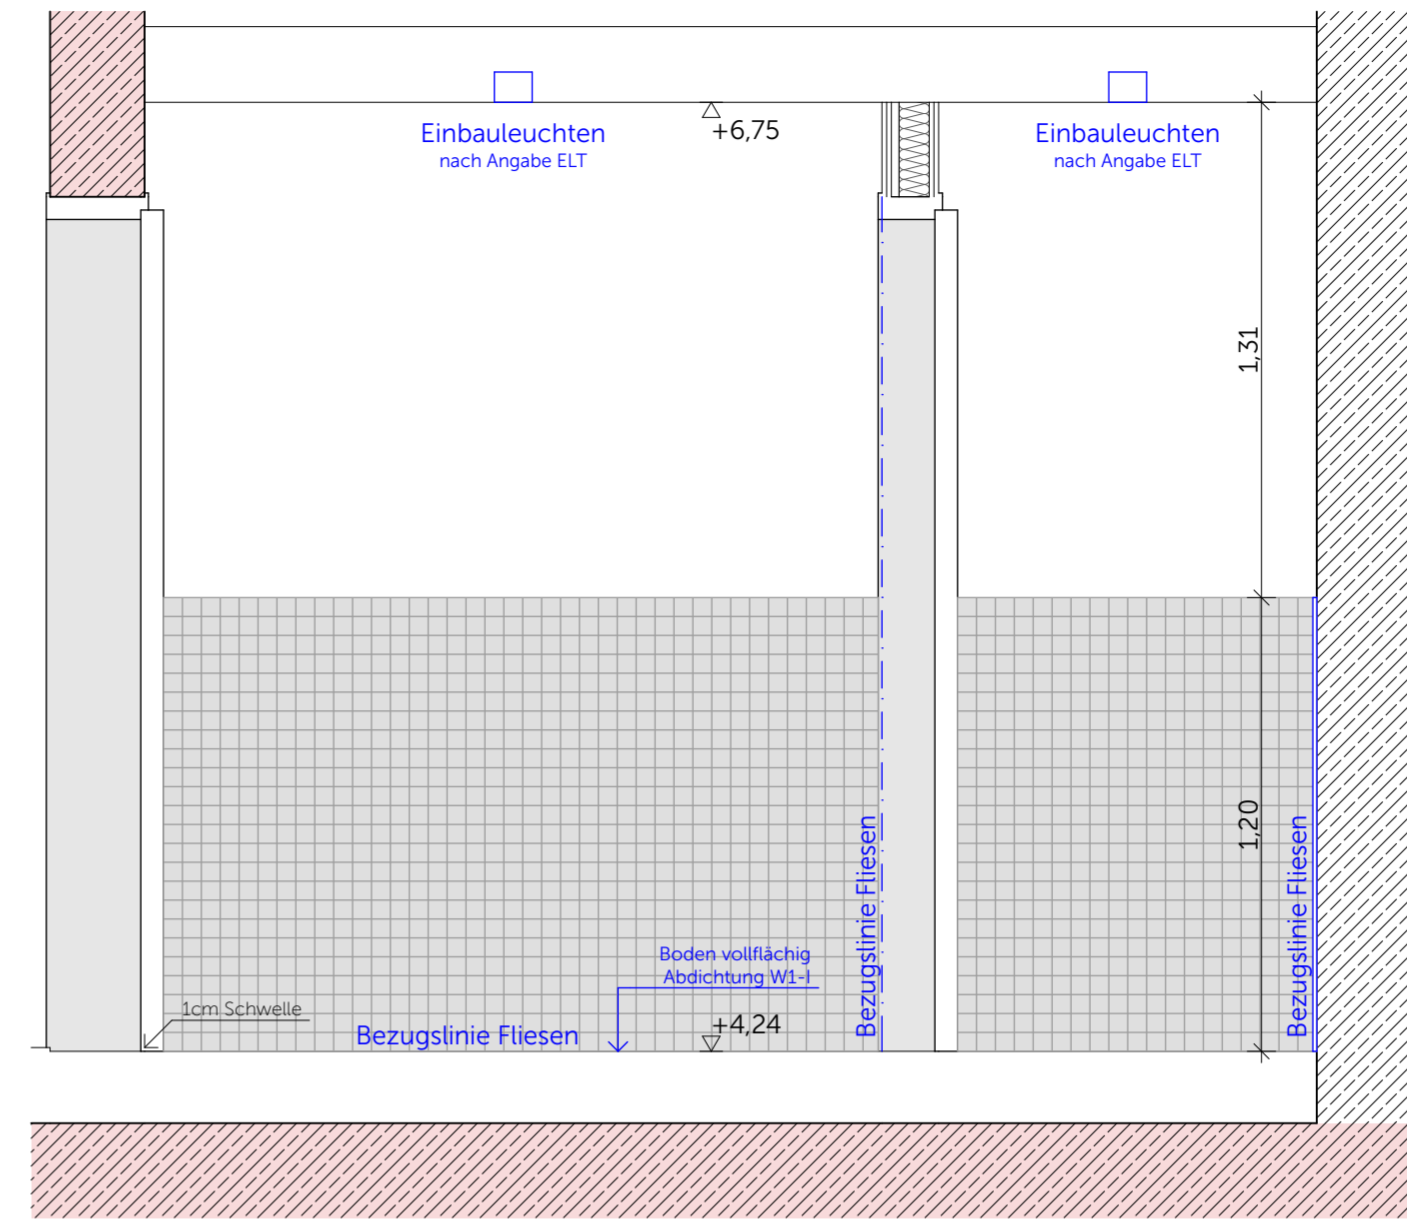 Einbauleuchten
nach Angabe ELT
+6,75
Einbauleuchten
nach Angabe ELT
1,31
1,20
Bezugslinie Fliesen
Bezugslinie Fliesen
Boden vollflächig
Abdichtung W1-I
1cm Schwelle
+4,24
Bezugslinie Fliesen